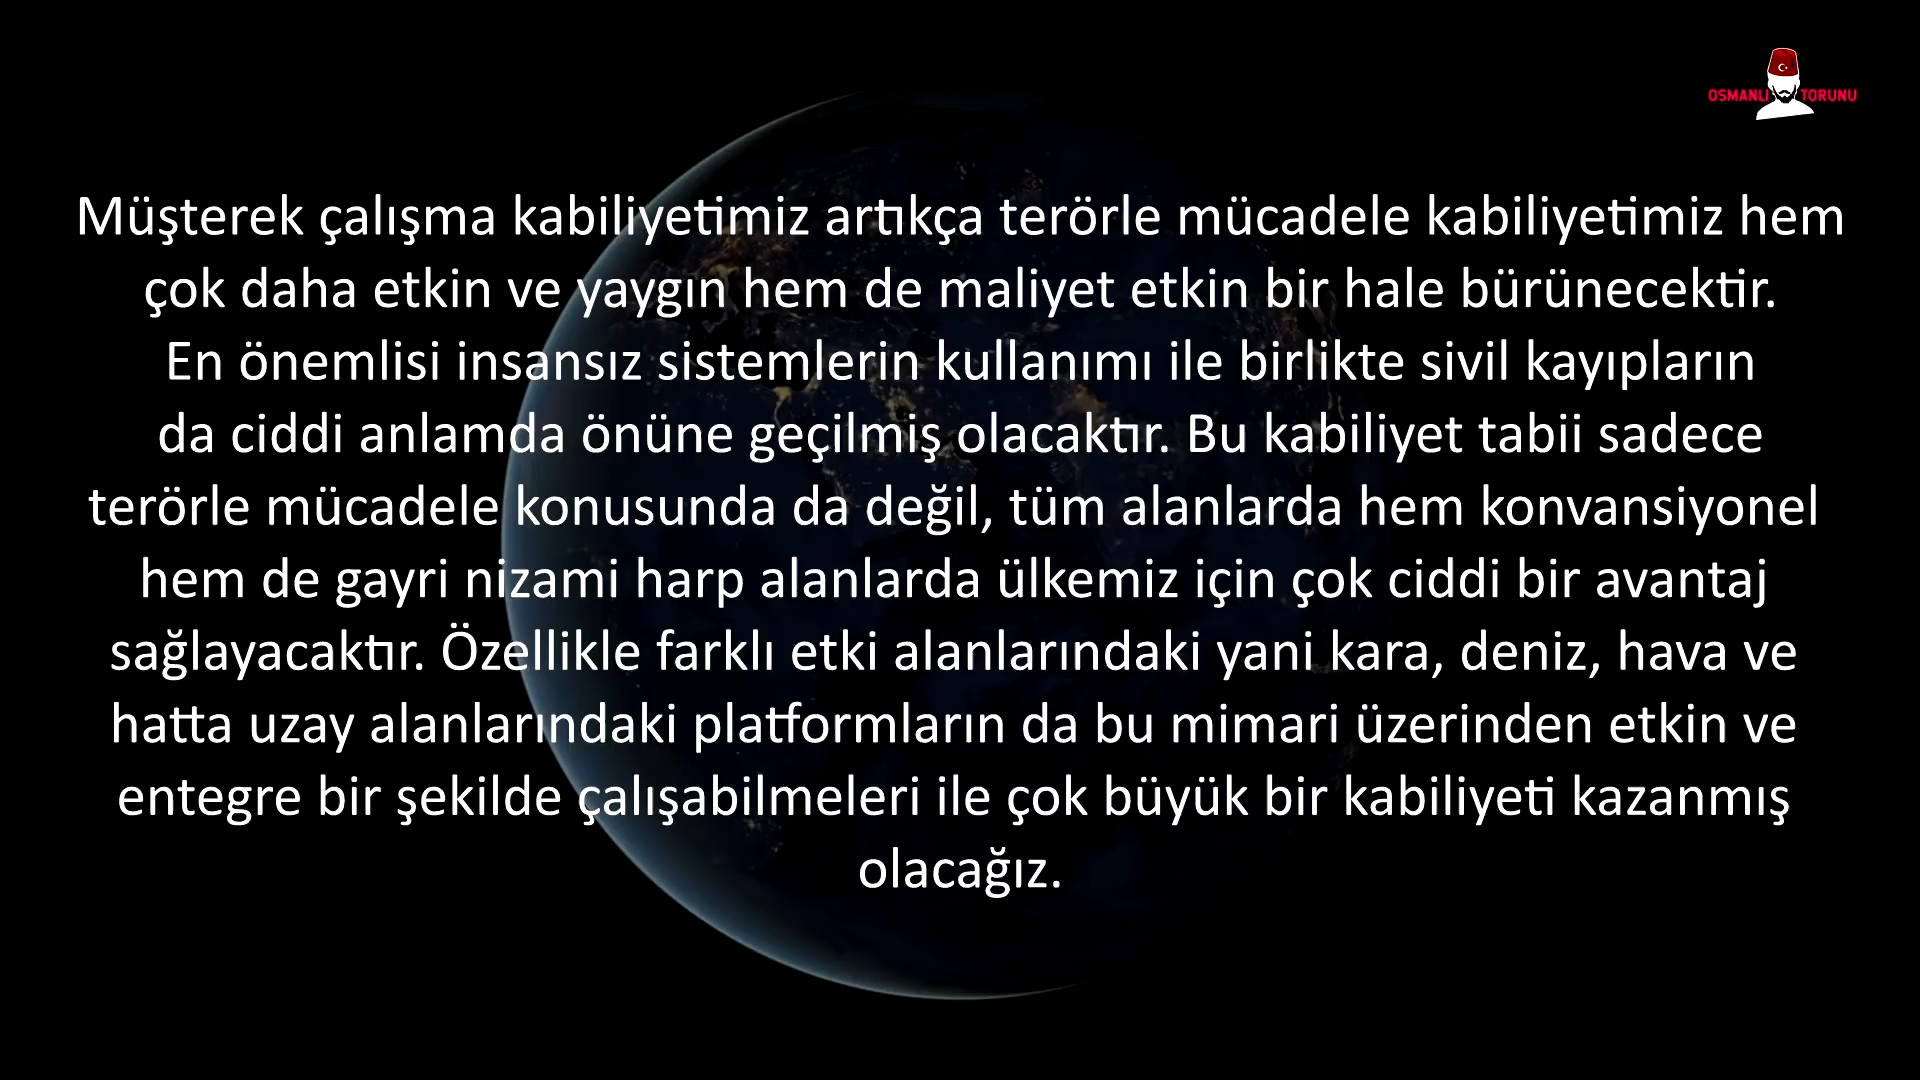 OSMANLI TORUNU
Müşterek çalışma kabiliyetimiz artıkça terörle mücadele kabiliyetimiz hem
çok daha etkin ve yaygın hem de maliyet etkin bir hale bürünecektir.
En önemlisi insansız sistemlerin kullanımı ile birlikte sivil kayıpların
da ciddi anlamda önüne geçilmiş olacaktır. Bu kabiliyet tabii sadece
terörle mücadele konusunda da değil, tüm alanlarda hem konvansiyonel
hem de gayri nizami harp alanlarda ülkemiz için çok ciddi bir avantaj
sağlayacaktır. Özellikle farklı etki alanlarındaki yani kara, deniz, hava ve
hatta uzay alanlarındaki platformların da bu mimari üzerinden etkin ve
entegre bir şekilde çalışabilmeleri ile çok büyük bir kabiliyeti kazanmış
olacağız.